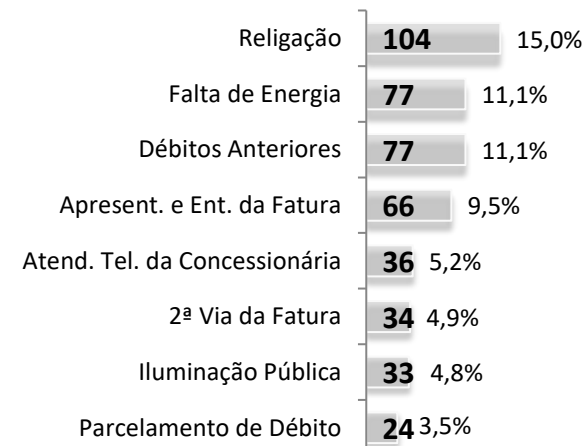 Religação 104 15,0%
Falta de Energia 77 11,1%
Débitos Anteriores 77 11,1%
Apresent. e Ent. da Fatura 66 9,5%
Atend. Tel. da Concessionária 36 5,2%
2ª Via da Fatura 34 4,9%
Iluminação Pública 33 4,8%
Parcelamento de Débito 24 3,5%